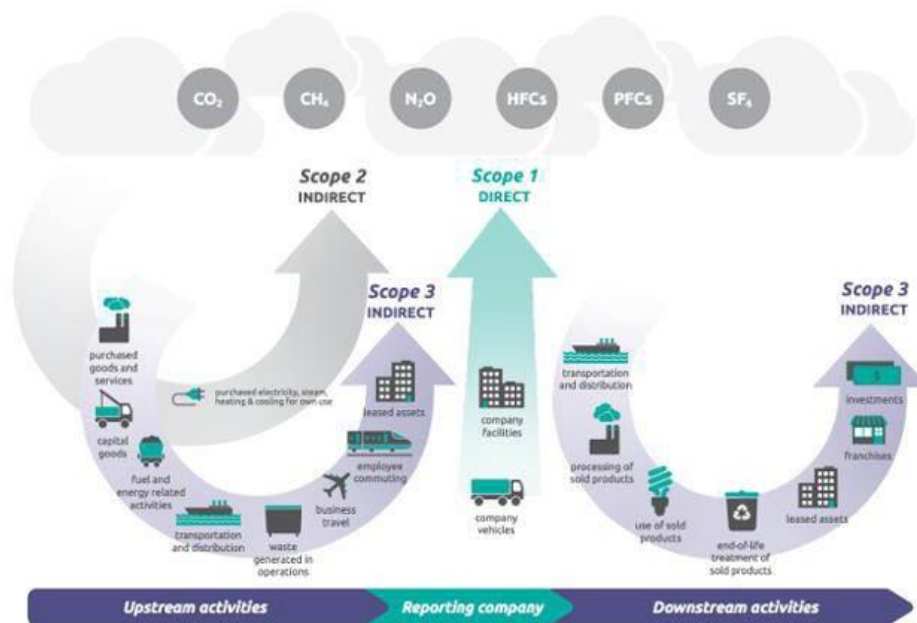 CO₂
CH₄
N₂O
HFCs
PFCs
SF₄
Scope 2
INDIRECT
Scope 1
DIRECT
Scope 3
INDIRECT
Scope 3
INDIRECT
purchased
goods and
services
capital
goods
fuel and
energy related
activities
transportation
and distribution
waste
generated in
operations
business
travel
employee
commuting
leased assets
purchased electricity, steam,
heating & cooling for own use
company
facilities
company
vehicles
transportation
and distribution
processing of
sold products
use of sold
products
end-of-life
treatment of
sold products
leased assets
franchises
investments
$
Upstream activities
Reporting company
Downstream activities